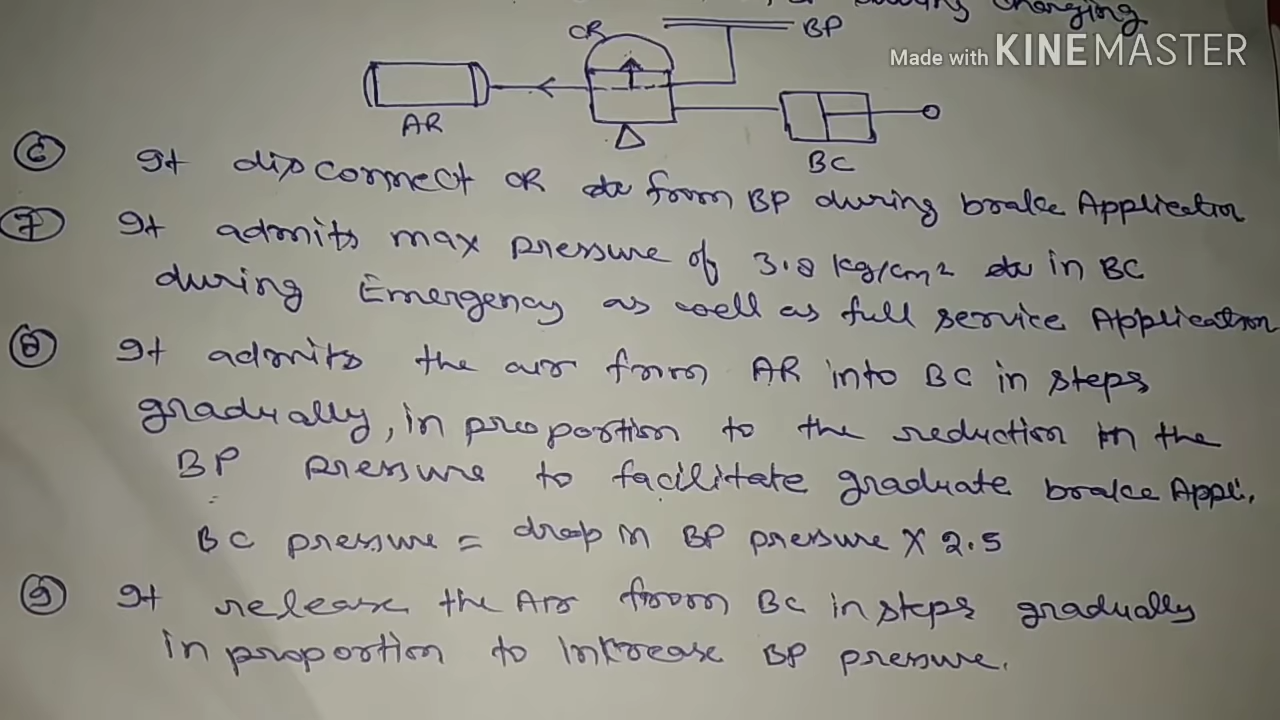 charging
Made with KINEMASTER
CR
BP
AR
BC
6 It disconnect CR from BP during brake Application
7 It admits max pressure of 3.8 kg/cm2 in BC
during Emergency as well as full service Application
8 It admits the air from AR into BC in steps
gradually, in proportion to the reduction in the
BP pressure to facilitate graduate brake Appli.
BC pressure = drop in BP pressure X 2.5
9 It release the Air from BC in steps gradually
in proportion to increase BP pressure.